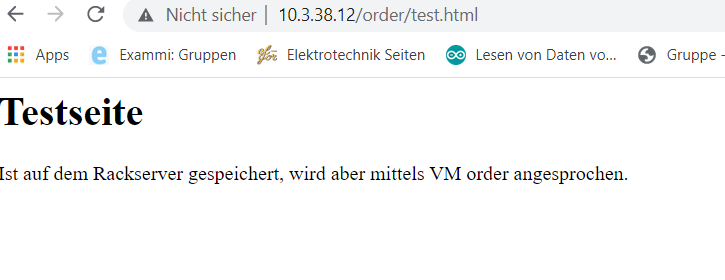 Nicht sicher | 10.3.38.12/order/test.html
Apps Exammi: Gruppen Elektrotechnik Seiten Lesen von Daten vo... Gruppe -
Testseite
Ist auf dem Rackserver gespeichert, wird aber mittels VM order angesprochen.